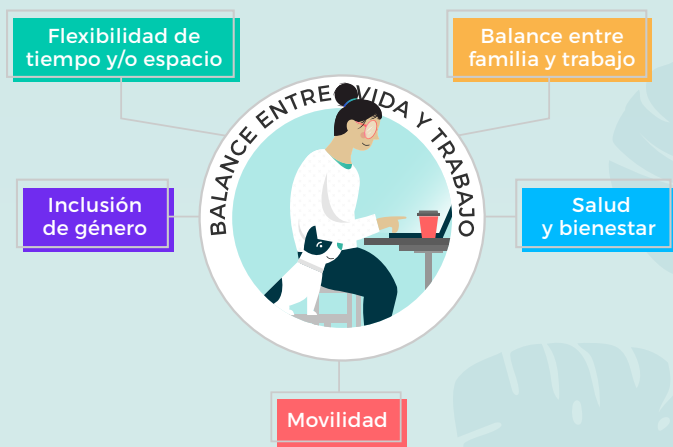 Flexibilidad de
tiempo y/o espacio
Balance entre
familia y trabajo
BALANCE ENTRE VIDA Y TRABAJO
Inclusión
de género
Salud
y bienestar
Movilidad